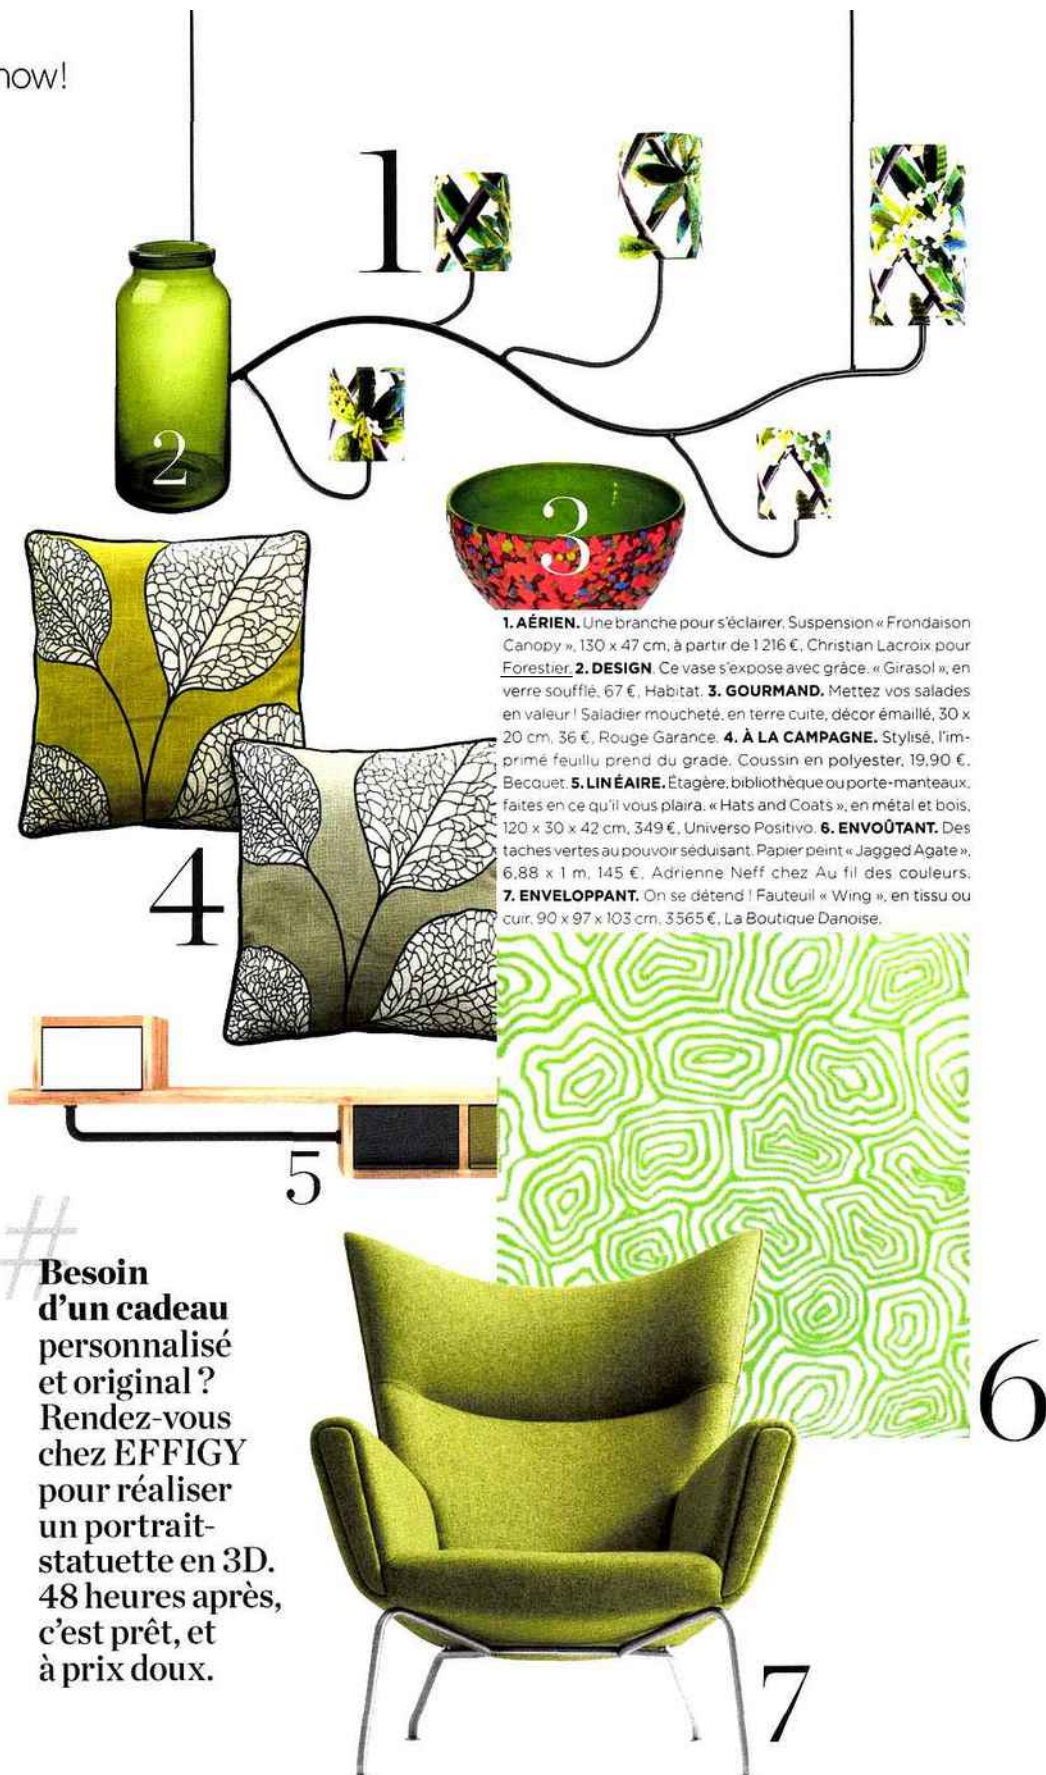 now!
1
2
3
1. AÉRIEN. Une branche pour s'éclairer. Suspension « Frondaison
Canopy », 130 x 47 cm, à partir de 1 216 €, Christian Lacroix pour
Forestier. 2. DESIGN. Ce vase s'expose avec grâce. « Girasol », en
verre soufflé, 67 €, Habitat. 3. GOURMAND. Mettez vos salades
en valeur ! Saladier moucheté, en terre cuite, décor émaillé, 30 x
20 cm, 36 €, Rouge Garance. 4. À LA CAMPAGNE. Stylisé, l'im-
primé feuillu prend du grade. Coussin en polyester, 19,90 €,
Becquet. 5. LINÉAIRE. Étagère, bibliothèque ou porte-manteaux,
faites en ce qu'il vous plaira. « Hats and Coats », en métal et bois,
120 x 30 x 42 cm, 349 €, Universo Positivo. 6. ENVOÛTANT. Des
taches vertes au pouvoir séduisant. Papier peint « Jagged Agate »,
6,88 x 1 m, 145 €, Adrienne Neff chez Au fil des couleurs.
7. ENVELOPPANT. On se détend ! Fauteuil « Wing », en tissu ou
cuir, 90 x 97 x 103 cm, 3 565 €, La Boutique Danoise.
4
5
#
Besoin
d'un cadeau
personnalisé
et original ?
Rendez-vous
chez EFFIGY
pour réaliser
un portrait-
statuette en 3D.
48 heures après,
c'est prêt, et
à prix doux.
6
7